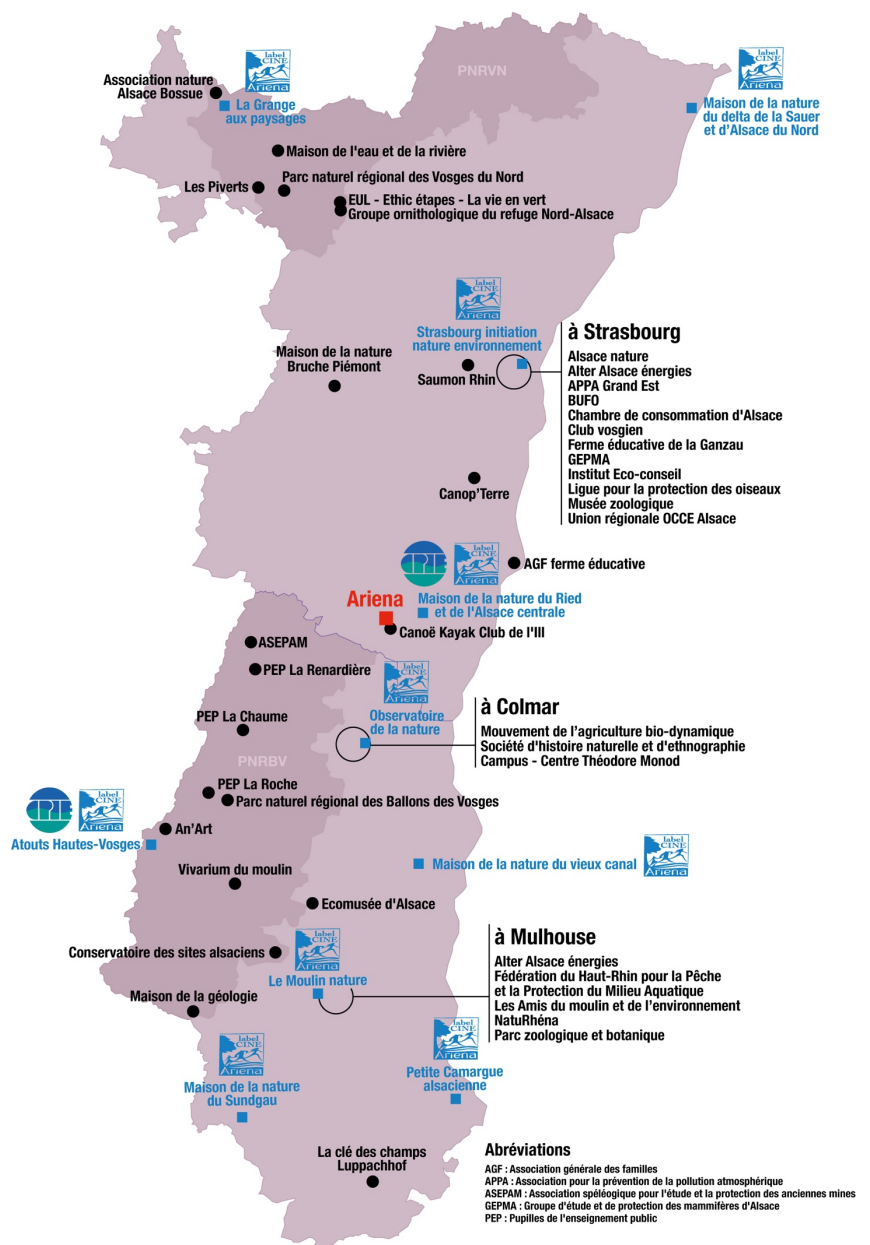 PNRVN
label
CINE
Ariena
Association nature
Alsace Bossue
La Grange
aux paysages
label
CINE
Ariena
Maison de la nature
du delta de la Sauer
et d'Alsace du Nord
Maison de l'eau et de la rivière
Parc naturel régional des Vosges du Nord
Les Piverts
EUL - Ethic étapes - La vie en vert
Groupe ornithologique du refuge Nord-Alsace
label
CINE
Ariena
Strasbourg initiation
nature environnement
Maison de la nature
Bruche Piémont
Saumon Rhin
à Strasbourg
Alsace nature
Alter Alsace énergies
APPA Grand Est
BUFO
Chambre de consommation d'Alsace
Club vosgien
Ferme éducative de la Ganzau
GEPMA
Institut Eco-conseil
Ligue pour la protection des oiseaux
Musée zoologique
Union régionale OCCE Alsace
Canop'Terre
CPIE
label
CINE
Ariena
AGF ferme éducative
Ariena
Maison de la nature du Ried
et de l'Alsace centrale
Canoë Kayak Club de l'Ill
ASEPAM
PEP La Renardière
label
CINE
Ariena
Observatoire
de la nature
PEP La Chaume
PNRBV
à Colmar
Mouvement de l'agriculture bio-dynamique
Société d'histoire naturelle et d'ethnographie
Campus - Centre Théodore Monod
PEP La Roche
Parc naturel régional des Ballons des Vosges
CPIE
label
CINE
Ariena
An'Art
Atouts Hautes-Vosges
Vivarium du moulin
Maison de la nature du vieux canal
label
CINE
Ariena
Ecomusée d'Alsace
Conservatoire des sites alsaciens
label
CINE
Ariena
Le Moulin nature
à Mulhouse
Alter Alsace énergies
Fédération du Haut-Rhin pour la Pêche
et la Protection du Milieu Aquatique
Les Amis du moulin et de l'environnement
NatuRhéna
Parc zoologique et botanique
Maison de la géologie
label
CINE
Ariena
Maison de la nature
du Sundgau
label
CINE
Ariena
Petite Camargue
alsacienne
La clé des champs
Luppachhof
Abréviations
AGF : Association générale des familles
APPA : Association pour la prévention de la pollution atmosphérique
ASEPAM : Association spéléogique pour l'étude et la protection des anciennes mines
GEPMA : Groupe d'étude et de protection des mammifères d'Alsace
PEP : Pupilles de l'enseignement public